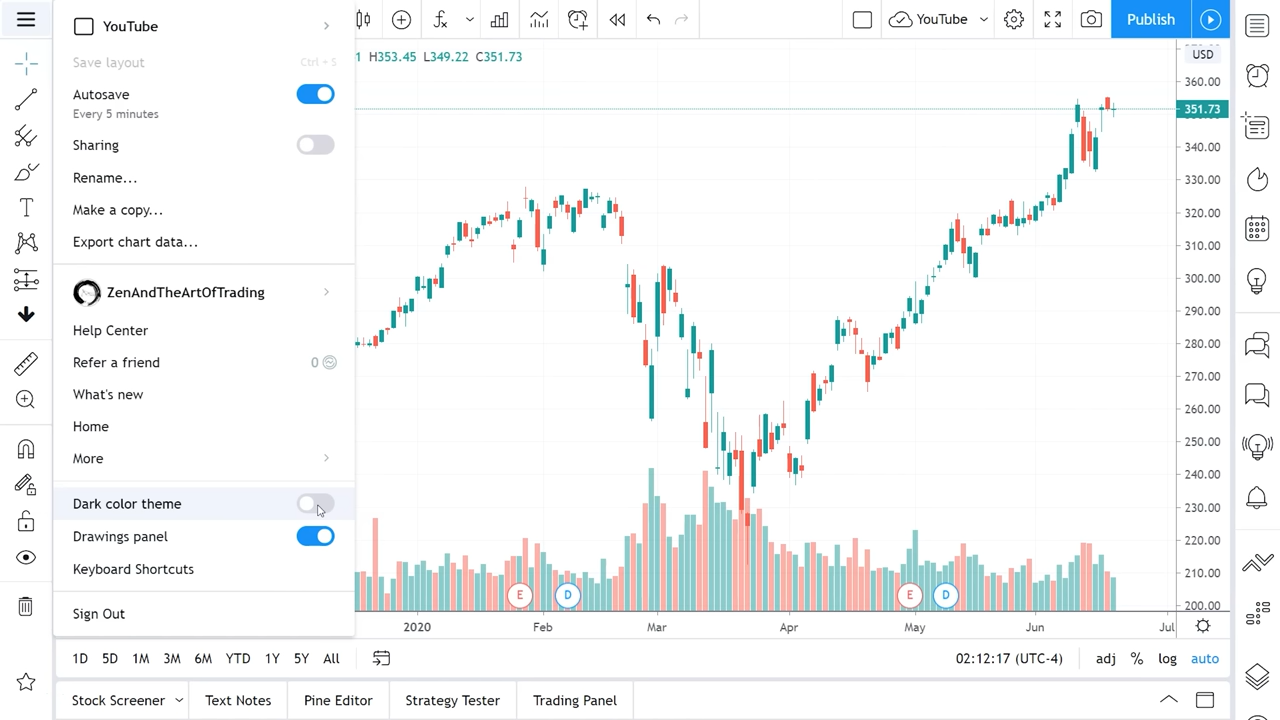 YouTube
Save layout Ctrl + S
Autosave
Every 5 minutes
Sharing
Rename...
Make a copy...
Export chart data...
ZenAndTheArtOfTrading
Help Center
Refer a friend 0
What's new
Home
More
Dark color theme
Drawings panel
Keyboard Shortcuts
Sign Out
YouTube
Publish
1 H353.45 L349.22 C351.73
USD
360.00
351.73
340.00
330.00
320.00
310.00
300.00
290.00
280.00
270.00
260.00
250.00
240.00
230.00
220.00
210.00
200.00
E D E D
2020 Feb Mar Apr May Jun Jul
1D 5D 1M 3M 6M YTD 1Y 5Y All
02:12:17 (UTC-4) adj % log auto
Stock Screener Text Notes Pine Editor Strategy Tester Trading Panel